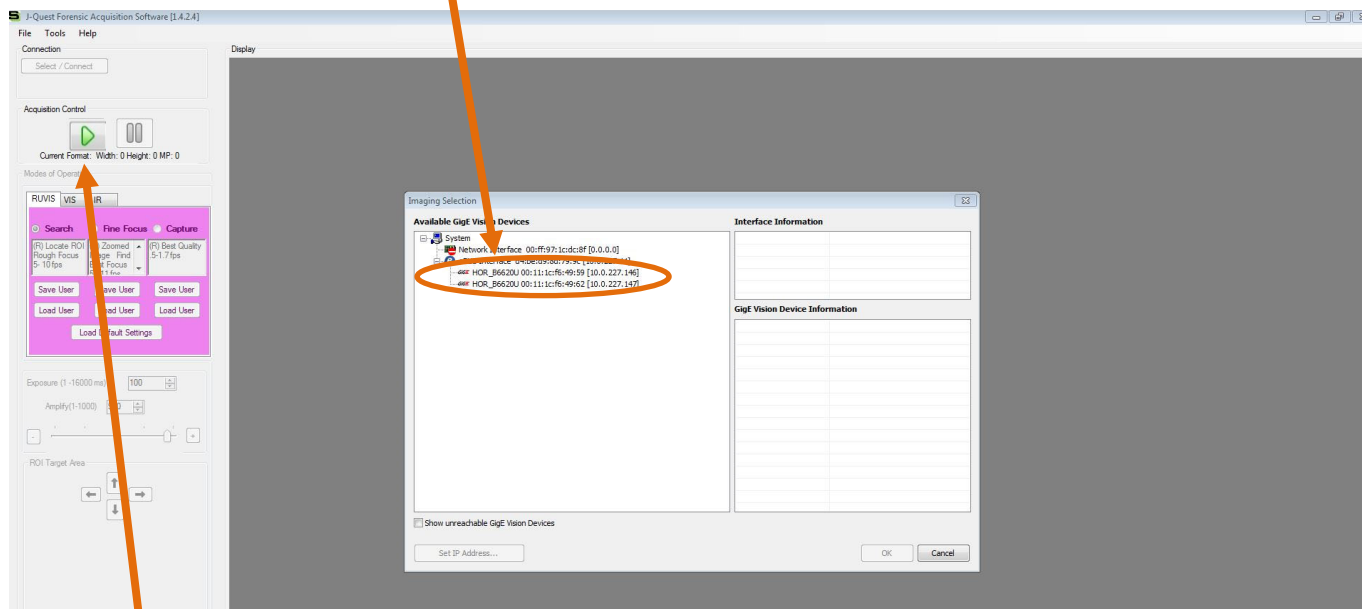 J-Quest Forensic Acquisition Software [1.4.2.4]
File Tools Help
Connection
Select / Connect
Display
Acquisition Control
Current Format: Width: 0 Height: 0 MP: 0
Modes of
RUVIS VIS IR
Search Fine Focus Capture
(R) Locate ROI
Rough Focus
5- 10 fps
Zoomed
Find
Focus
(R) Best Quality
.5-1.7 fps
Save User Save User Save User
Load User Load User Load User
Load Default Settings
Exposure (1 -16000 ms) 100
Amplify(1-1000)
- +
ROI Target Area
Imaging Selection
Available GigE Vision Devices
System
Network Interface 00:ff:97:1c:dc:8f [0.0.0.0]
HOR_B6620U 00:11:1c:f6:49:59 [10.0.227.146]
HOR_B6620U 00:11:1c:f6:49:62 [10.0.227.147]
Interface Information
GigE Vision Device Information
Show unreachable GigE Vision Devices
Set IP Address...
OK Cancel